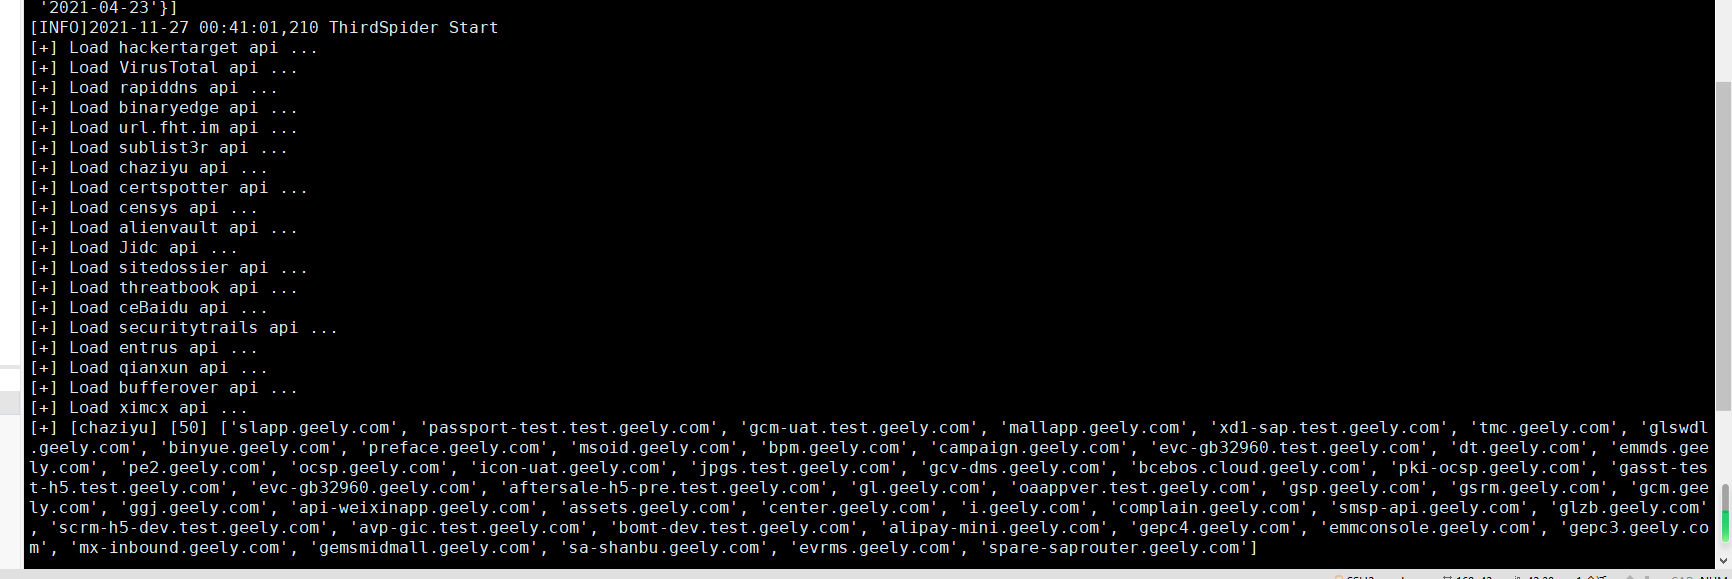 '2021-04-23'}]
[INFO]2021-11-27 00:41:01,210 ThirdSpider Start
[+] Load hackertarget api ...
[+] Load VirusTotal api ...
[+] Load rapiddns api ...
[+] Load binaryedge api ...
[+] Load url.fht.im api ...
[+] Load sublist3r api ...
[+] Load chaziyu api ...
[+] Load certspotter api ...
[+] Load censys api ...
[+] Load alienvault api ...
[+] Load Jidc api ...
[+] Load sitedossier api ...
[+] Load threatbook api ...
[+] Load ceBaidu api ...
[+] Load securitytrails api ...
[+] Load entrus api ...
[+] Load qianxun api ...
[+] Load bufferover api ...
[+] Load ximcx api ...
[+] [chaziyu] [50] ['slapp.geely.com', 'passport-test.test.geely.com', 'gcm-uat.test.geely.com', 'mallapp.geely.com', 'xd1-sap.test.geely.com', 'tmc.geely.com', 'glswdl
.geely.com', 'binyue.geely.com', 'preface.geely.com', 'msoid.geely.com', 'bpm.geely.com', 'campaign.geely.com', 'evc-gb32960.test.geely.com', 'dt.geely.com', 'emmds.gee
ly.com', 'pe2.geely.com', 'ocsp.geely.com', 'icon-uat.geely.com', 'jpgs.test.geely.com', 'gcv-dms.geely.com', 'bcebos.cloud.geely.com', 'pki-ocsp.geely.com', 'gasst-tes
t-h5.test.geely.com', 'evc-gb32960.geely.com', 'aftersale-h5-pre.test.geely.com', 'gl.geely.com', 'oaappver.test.geely.com', 'gsp.geely.com', 'gsrm.geely.com', 'gcm.gee
ly.com', 'ggj.geely.com', 'api-weixinapp.geely.com', 'assets.geely.com', 'center.geely.com', 'i.geely.com', 'complain.geely.com', 'smsp-api.geely.com', 'glzb.geely.com'
, 'scrm-h5-dev.test.geely.com', 'avp-gic.test.geely.com', 'bomt-dev.test.geely.com', 'alipay-mini.geely.com', 'gepc4.geely.com', 'emmconsole.geely.com', 'gepc3.geely.co
m', 'mx-inbound.geely.com', 'gemsmidmall.geely.com', 'sa-shanbu.geely.com', 'evrms.geely.com', 'spare-saprouter.geely.com']